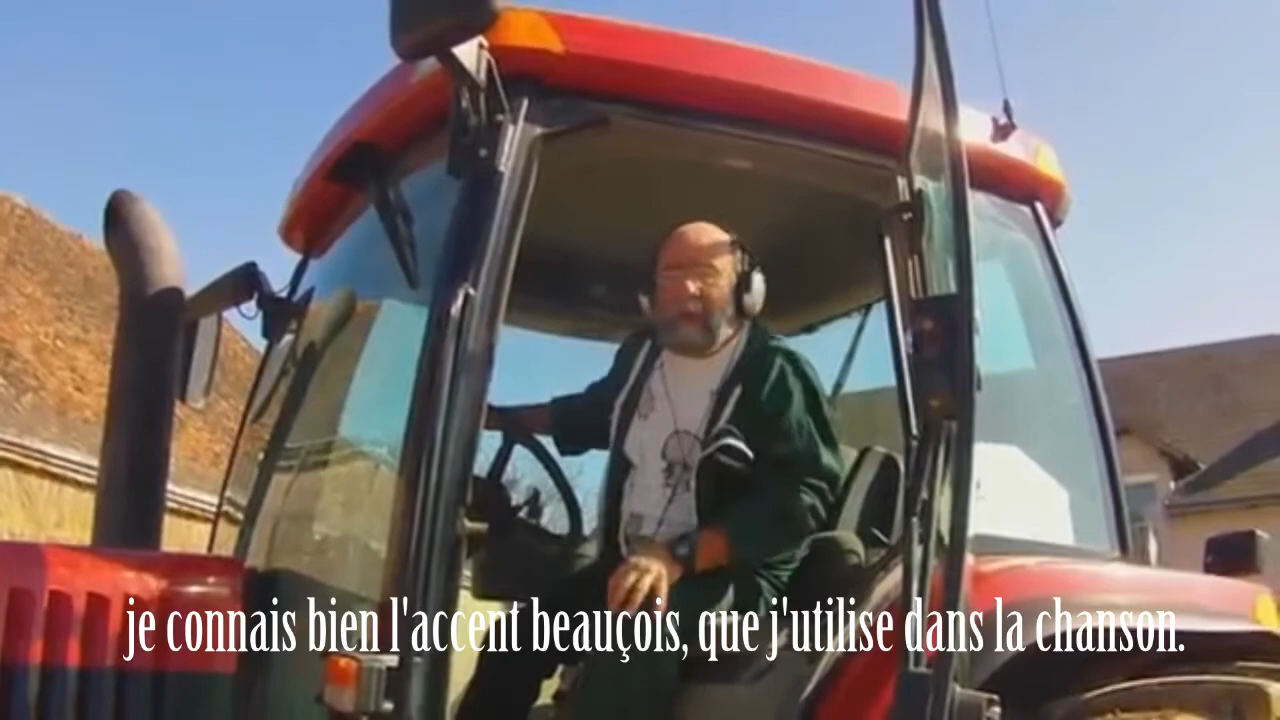 je connais bien l'accent beauçois, que j'utilise dans la chanson.